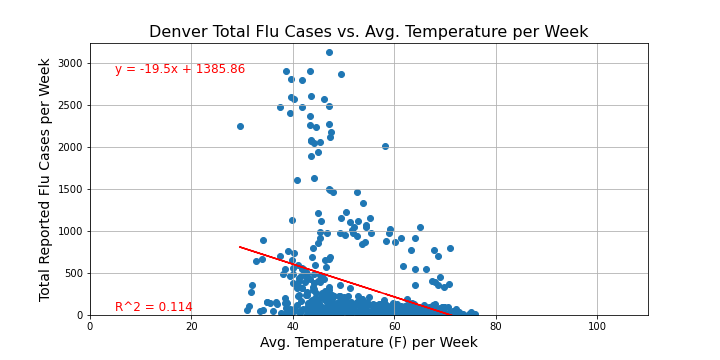 Denver Total Flu Cases vs. Avg. Temperature per Week
Total Reported Flu Cases per Week
3000
2500
2000
1500
1000
500
0
y = -19.5x + 1385.86
R^2 = 0.114
0 20 40 60 80 100
Avg. Temperature (F) per Week